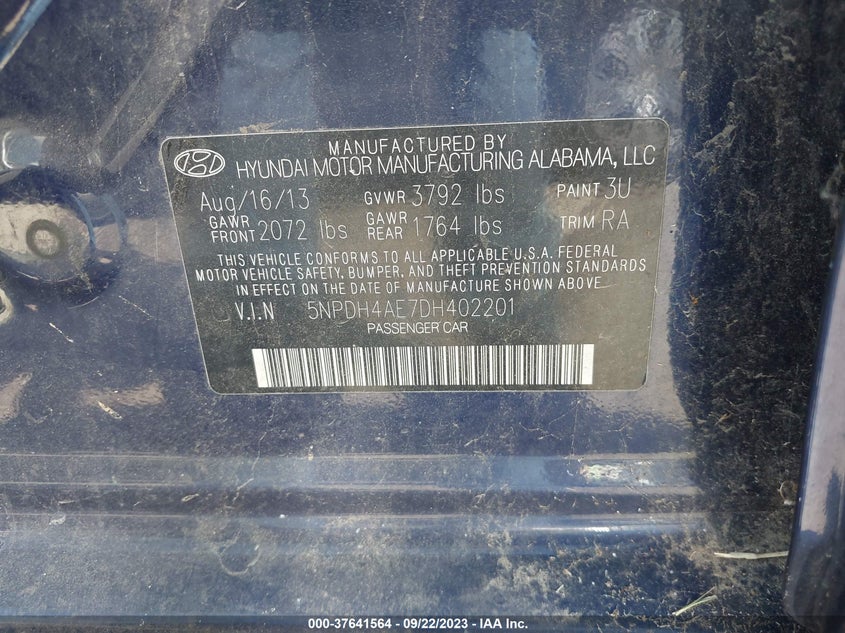 MANUFACTURED BY
HYUNDAI MOTOR MANUFACTURING ALABAMA, LLC
Aug/16/13 GVWR 3792 lbs PAINT 3U
GAWR FRONT 2072 lbs GAWR REAR 1764 lbs TRIM RA
THIS VEHICLE CONFORMS TO ALL APPLICABLE U.S.A. FEDERAL
MOTOR VEHICLE SAFETY, BUMPER, AND THEFT PREVENTION STANDARDS
IN EFFECT ON THE DATE OF MANUFACTURE SHOWN ABOVE.
V.I.N 5NPDH4AE7DH402201
PASSENGER CAR
000-37641564 - 09/22/2023 - IAA Inc.